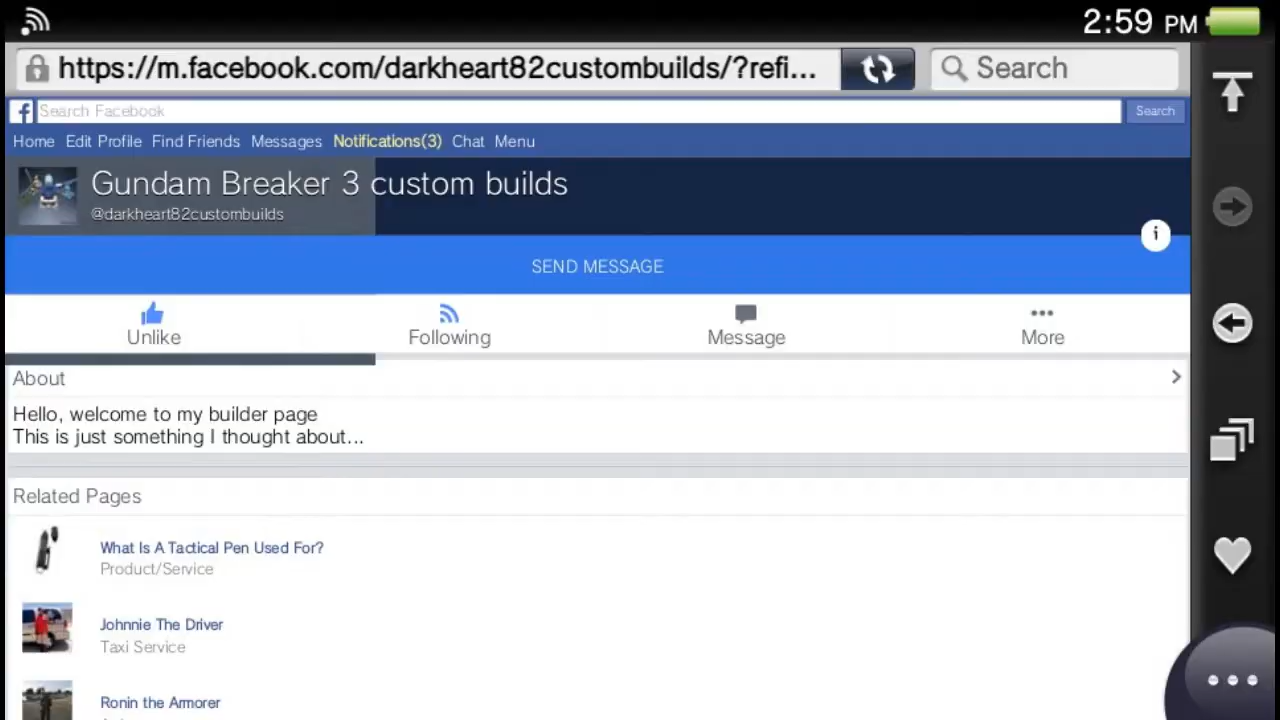 2:59 PM
https://m.facebook.com/darkheart82custombuilds/?refi...
Search
f
Search Facebook
Search
Home Edit Profile Find Friends Messages Notifications(3) Chat Menu
Gundam Breaker 3 custom builds
@darkheart82custombuilds
i
SEND MESSAGE
Unlike Following Message More
About
Hello, welcome to my builder page
This is just something I thought about...
Related Pages
What Is A Tactical Pen Used For?
Product/Service
Johnnie The Driver
Taxi Service
Ronin the Armorer